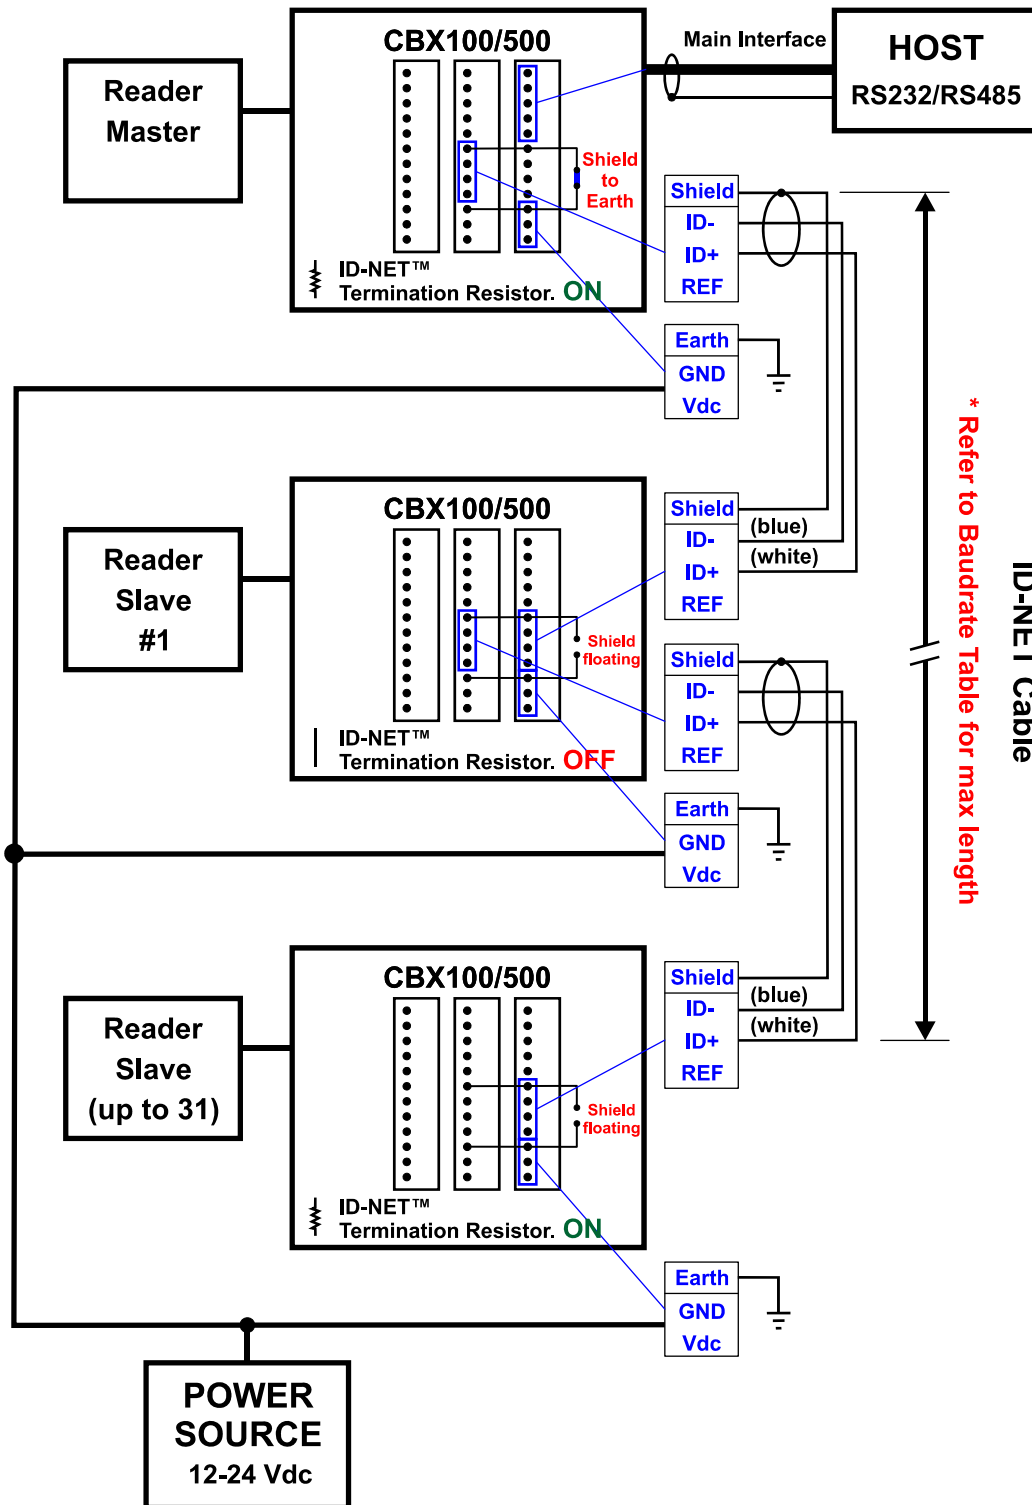 CBX100/500
Main Interface
HOST
RS232/RS485
Reader
Master
Shield
to
Earth
ID-NET™
Termination Resistor. ON
Shield
ID-
ID+
REF
Earth
GND
Vdc
CBX100/500
Reader
Slave
#1
Shield
floating
ID-NET™
Termination Resistor. OFF
Shield
(blue)
ID-
(white)
ID+
REF
Shield
ID-
ID+
REF
Earth
GND
Vdc
* Refer to Baudrate Table for max length
ID-NET Cable
CBX100/500
Reader
Slave
(up to 31)
Shield
floating
ID-NET™
Termination Resistor. ON
Shield
(blue)
ID-
(white)
ID+
REF
Earth
GND
Vdc
POWER
SOURCE
12-24 Vdc